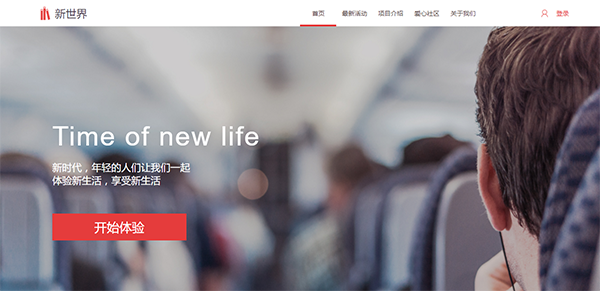 新世界
首页 最新活动 项目介绍 爱心社区 关于我们 登录
Time of new life
新时代，年轻的人们让我们一起
体验新生活，享受新生活
开始体验